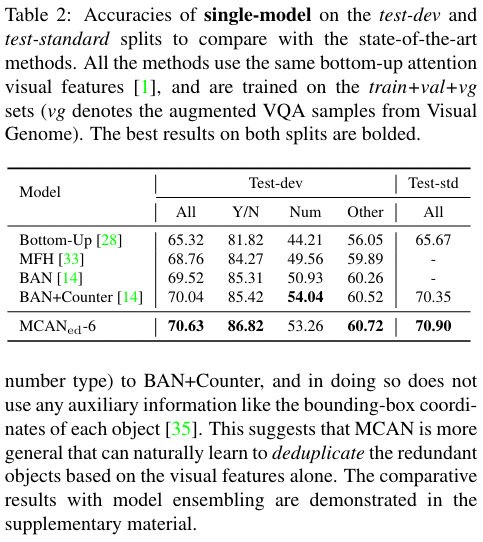 Table 2: Accuracies of single-model on the test-dev and
test-standard splits to compare with the state-of-the-art
methods. All the methods use the same bottom-up attention
visual features [1], and are trained on the train+val+vg
sets (vg denotes the augmented VQA samples from Visual
Genome). The best results on both splits are bolded.
Model Test-dev Test-std
All Y/N Num Other All
Bottom-Up [28] 65.32 81.82 44.21 56.05 65.67
MFH [33] 68.76 84.27 49.56 59.89 -
BAN [14] 69.52 85.31 50.93 60.26 -
BAN+Counter [14] 70.04 85.42 54.04 60.52 70.35
MCANed-6 70.63 86.82 53.26 60.72 70.90
number type) to BAN+Counter, and in doing so does not
use any auxiliary information like the bounding-box coordi-
nates of each object [35]. This suggests that MCAN is more
general that can naturally learn to deduplicate the redundant
objects based on the visual features alone. The comparative
results with model ensembling are demonstrated in the
supplementary material.